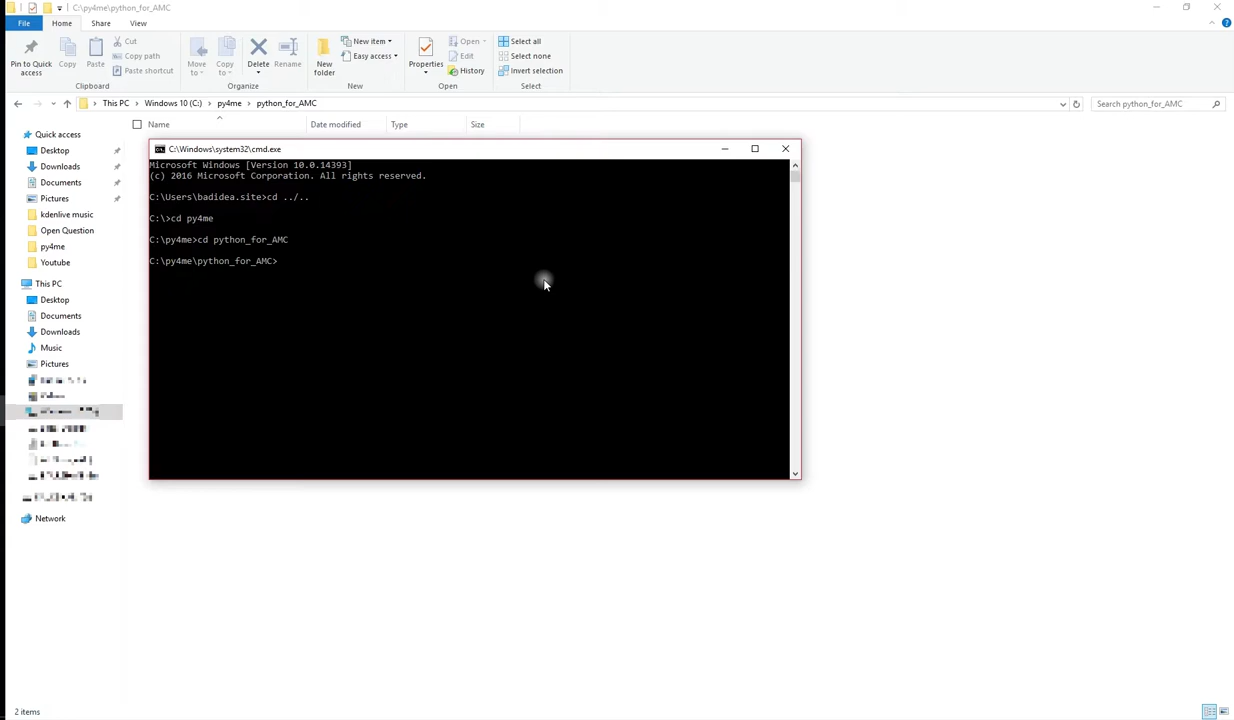 C:\py4me\python_for_AMC
File Home Share View
Pin to Quick access
Copy
Paste
Cut
Copy path
Paste shortcut
Clipboard
Move to
Copy to
Delete
Rename
Organize
New folder
New item
Easy access
New
Properties
Open
Edit
History
Open
Select all
Select none
Invert selection
Select
This PC > Windows 10 (C:) > py4me > python_for_AMC
Search python_for_AMC
Name Date modified Type Size
Quick access
Desktop
Downloads
Documents
Pictures
kdenlive music
Open Question
py4me
Youtube
This PC
Desktop
Documents
Downloads
Music
Pictures
Network
C:\Windows\system32\cmd.exe
Microsoft Windows [Version 10.0.14393]
(c) 2016 Microsoft Corporation. All rights reserved.
C:\Users\badidea.site>cd ../..
C:\>cd py4me
C:\py4me>cd python_for_AMC
C:\py4me\python_for_AMC>
2 items